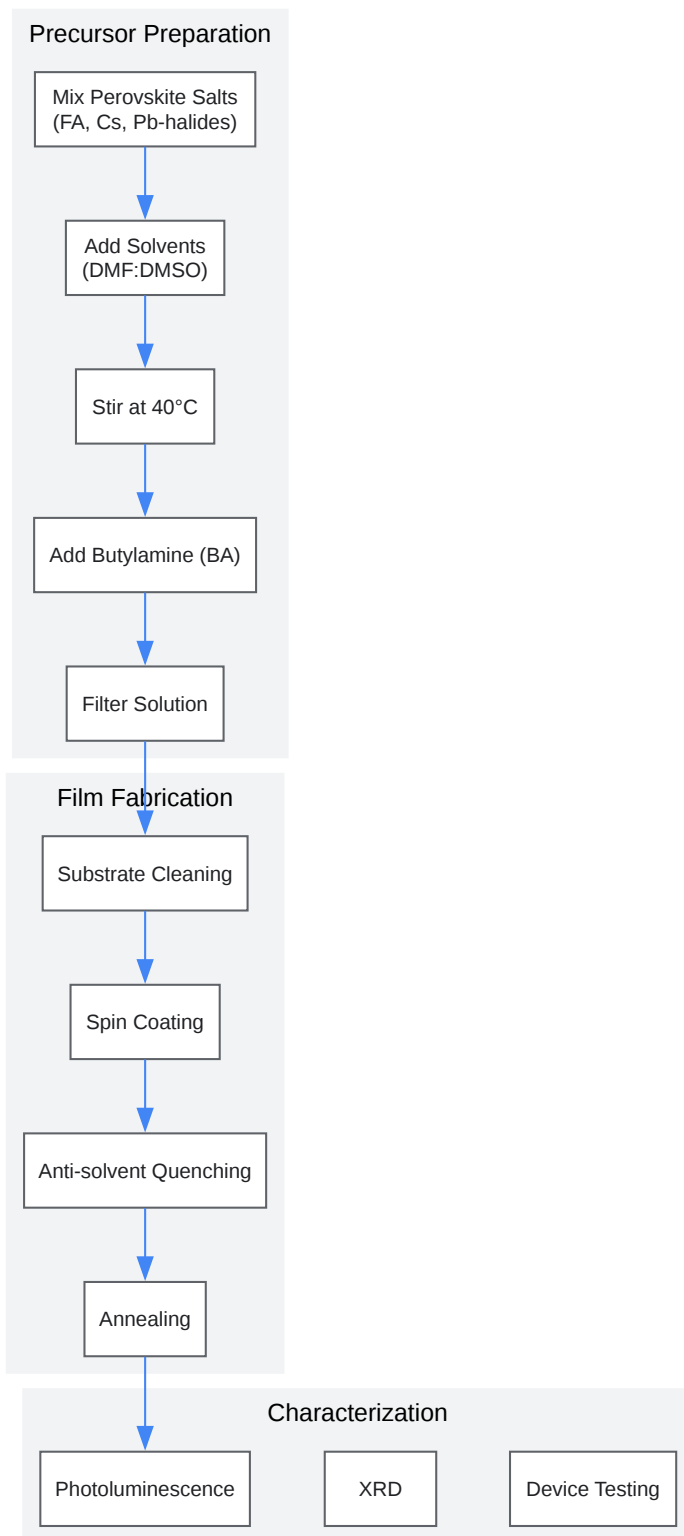 Precursor Preparation
Mix Perovskite Salts
(FA, Cs, Pb-halides)
Add Solvents
(DMF:DMSO)
Stir at 40°C
Add Butylamine (BA)
Filter Solution
Film Fabrication
Substrate Cleaning
Spin Coating
Anti-solvent Quenching
Annealing
Characterization
Photoluminescence
XRD
Device Testing